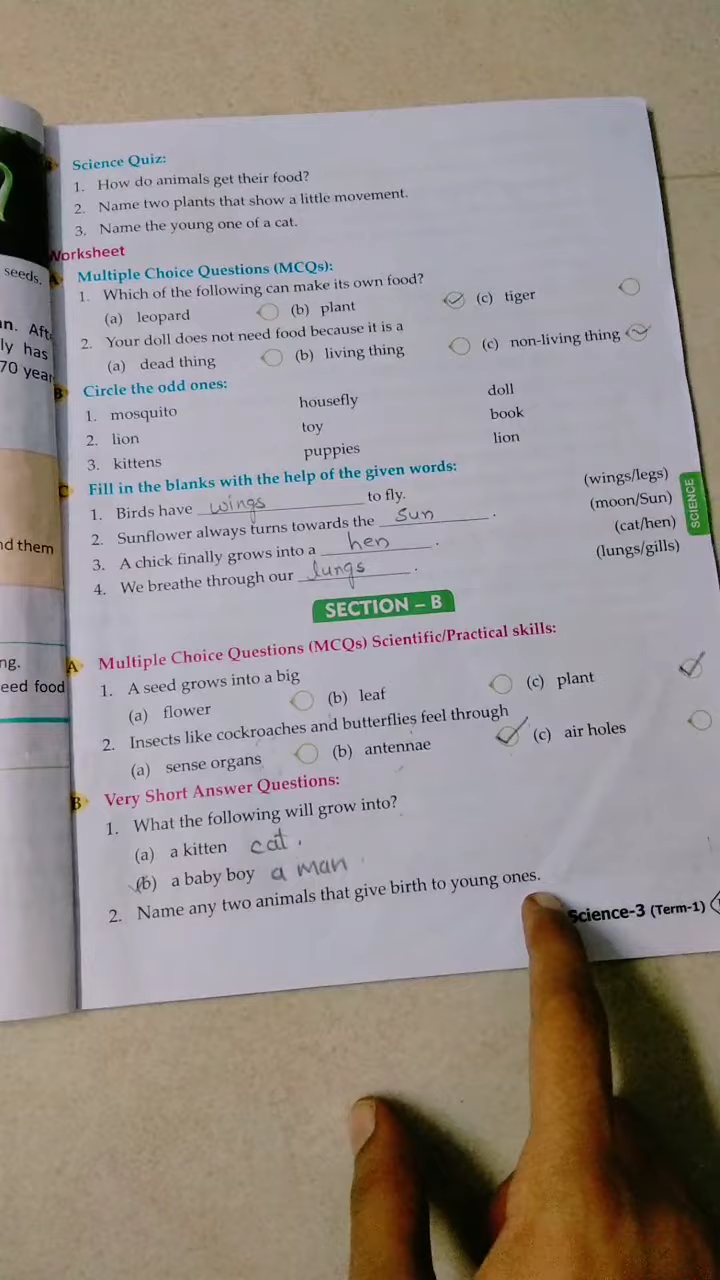 Science Quiz:
1. How do animals get their food?
2. Name two plants that show a little movement.
3. Name the young one of a cat.
Worksheet
A Multiple Choice Questions (MCQs):
1. Which of the following can make its own food?
(a) leopard (b) plant (c) tiger
2. Your doll does not need food because it is a
(a) dead thing (b) living thing (c) non-living thing
B Circle the odd ones:
1. mosquito housefly doll
2. lion toy book
3. kittens puppies lion
C Fill in the blanks with the help of the given words:
1. Birds have wings to fly. (wings/legs)
2. Sunflower always turns towards the sun . (moon/Sun)
3. A chick finally grows into a hen . (cat/hen)
4. We breathe through our lungs . (lungs/gills)
SCIENCE
SECTION – B
A Multiple Choice Questions (MCQs) Scientific/Practical skills:
1. A seed grows into a big
(a) flower (b) leaf (c) plant
2. Insects like cockroaches and butterflies feel through
(a) sense organs (b) antennae (c) air holes
B Very Short Answer Questions:
1. What the following will grow into?
(a) a kitten cat.
(b) a baby boy a man
2. Name any two animals that give birth to young ones.
Science-3 (Term-1)
seeds.
ly has
70 year
nd them
ng.
eed food